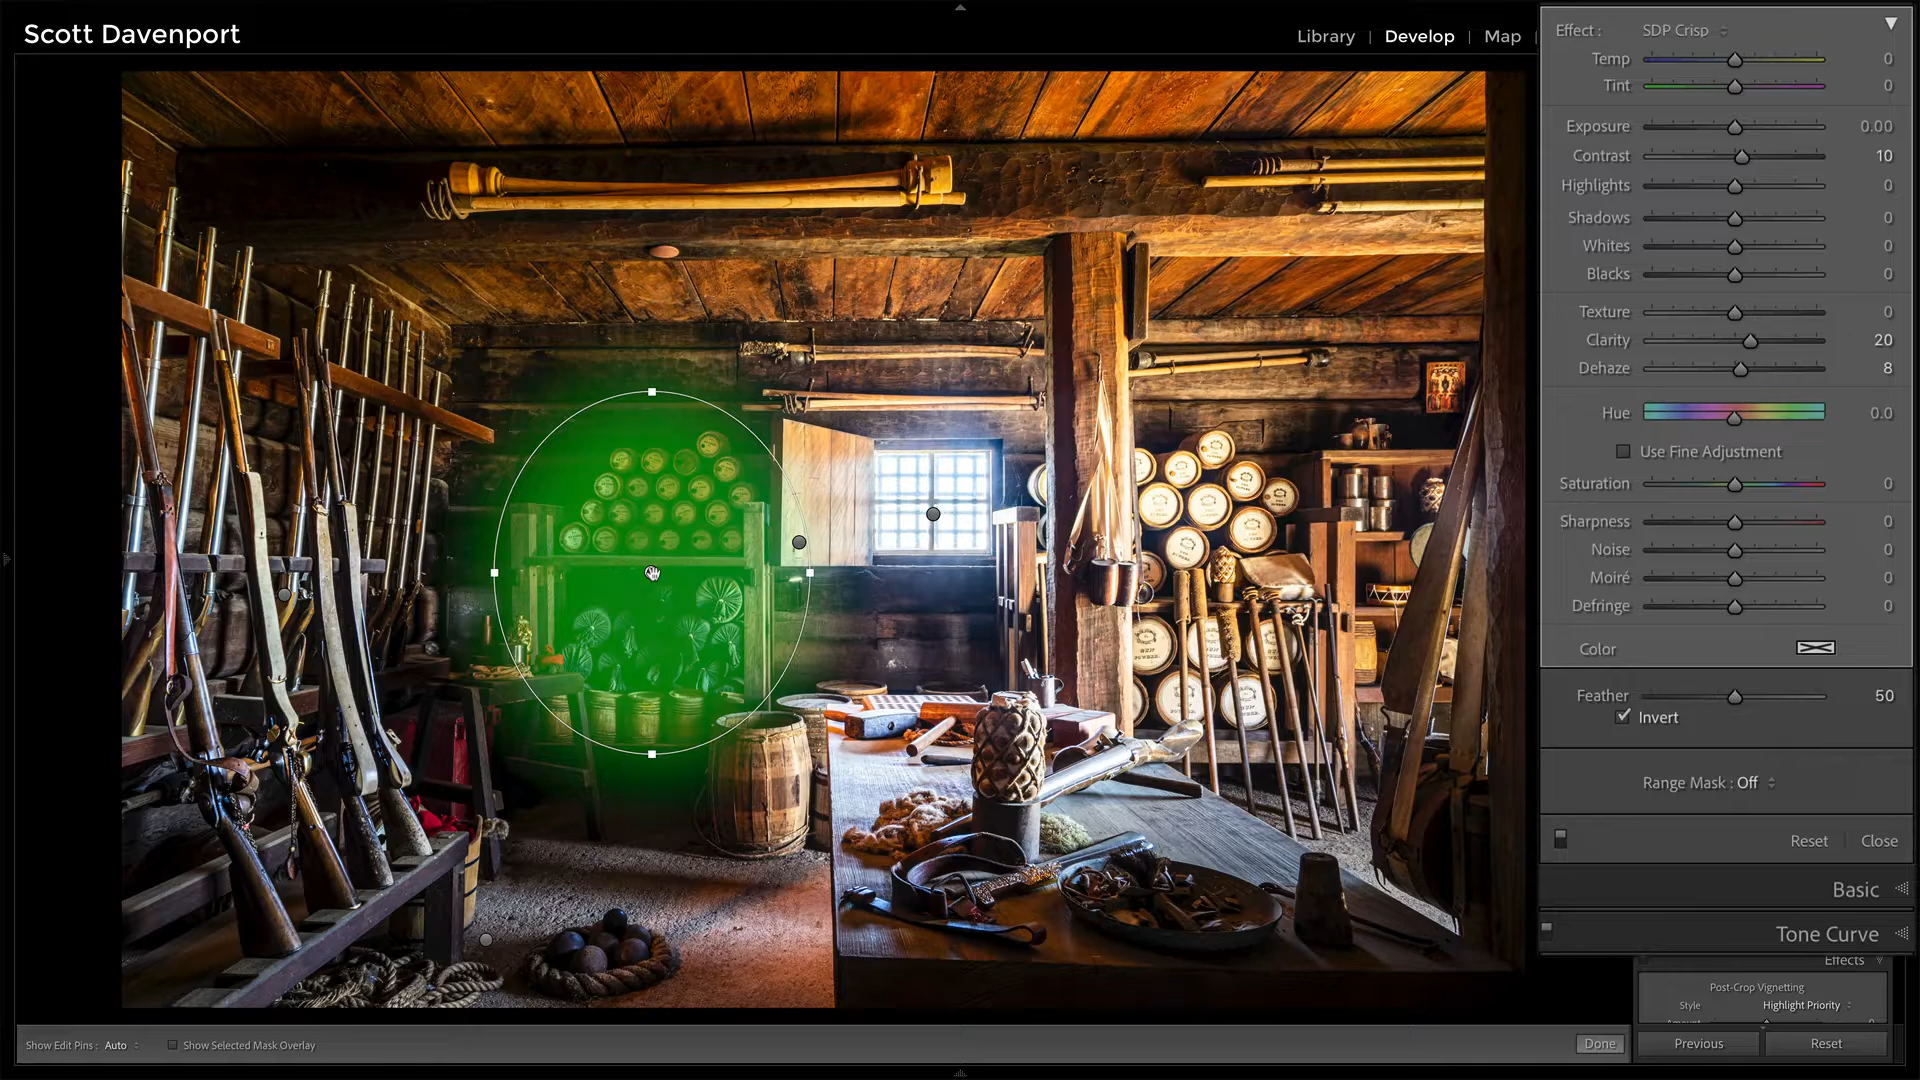 Scott Davenport
Library | Develop | Map |
Effect : SDP Crisp
Temp 0
Tint 0
Exposure 0.00
Contrast 10
Highlights 0
Shadows 0
Whites 0
Blacks 0
Texture 0
Clarity 20
Dehaze 8
Hue 0.0
Use Fine Adjustment
Saturation 0
Sharpness 0
Noise 0
Moiré 0
Defringe 0
Color
Feather 50
Invert
Range Mask : Off
Reset Close
Basic
Tone Curve
Effects
Post-Crop Vignetting
Style Highlight Priority
Show Edit Pins : Auto Show Selected Mask Overlay Done
Previous Reset